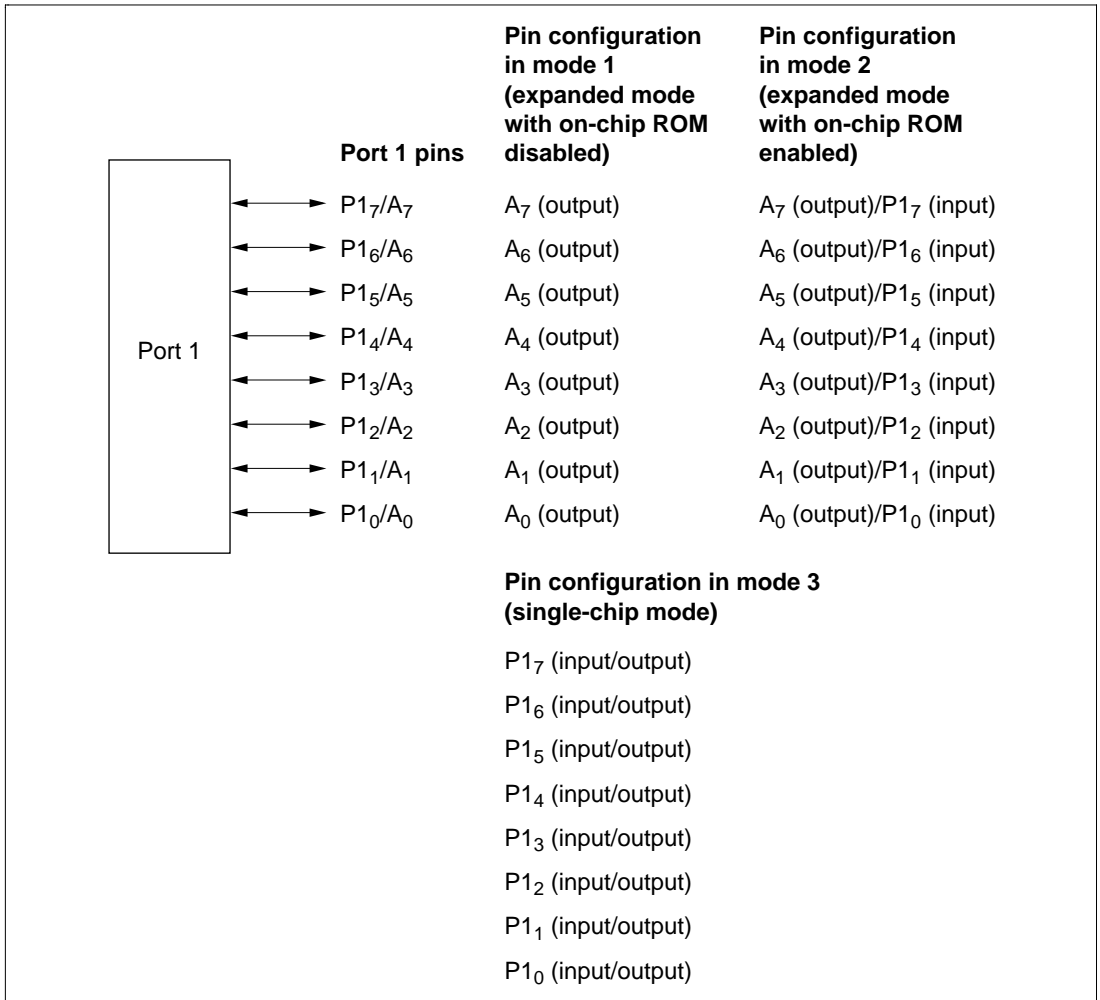 Pin configuration
in mode 1
(expanded mode
with on-chip ROM
disabled)
Pin configuration
in mode 2
(expanded mode
with on-chip ROM
enabled)
Port 1 pins
Port 1
P1₇/A₇ A₇ (output) A₇ (output)/P1₇ (input)
P1₆/A₆ A₆ (output) A₆ (output)/P1₆ (input)
P1₅/A₅ A₅ (output) A₅ (output)/P1₅ (input)
P1₄/A₄ A₄ (output) A₄ (output)/P1₄ (input)
P1₃/A₃ A₃ (output) A₃ (output)/P1₃ (input)
P1₂/A₂ A₂ (output) A₂ (output)/P1₂ (input)
P1₁/A₁ A₁ (output) A₁ (output)/P1₁ (input)
P1₀/A₀ A₀ (output) A₀ (output)/P1₀ (input)
Pin configuration in mode 3
(single-chip mode)
P1₇ (input/output)
P1₆ (input/output)
P1₅ (input/output)
P1₄ (input/output)
P1₃ (input/output)
P1₂ (input/output)
P1₁ (input/output)
P1₀ (input/output)